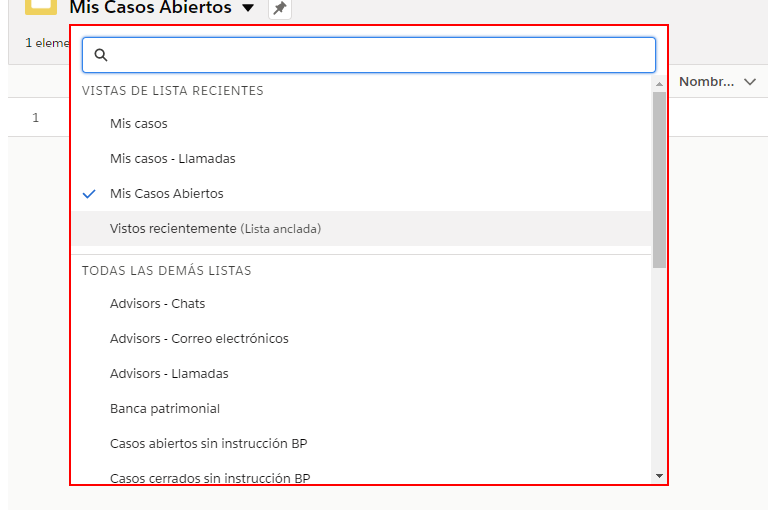 Mis Casos Abiertos
1 eleme
VISTAS DE LISTA RECIENTES
Nombr...
Mis casos
1
Mis casos - Llamadas
Mis Casos Abiertos
Vistos recientemente (Lista anclada)
TODAS LAS DEMÁS LISTAS
Advisors - Chats
Advisors - Correo electrónicos
Advisors - Llamadas
Banca patrimonial
Casos abiertos sin instrucción BP
Casos cerrados sin instrucción BP